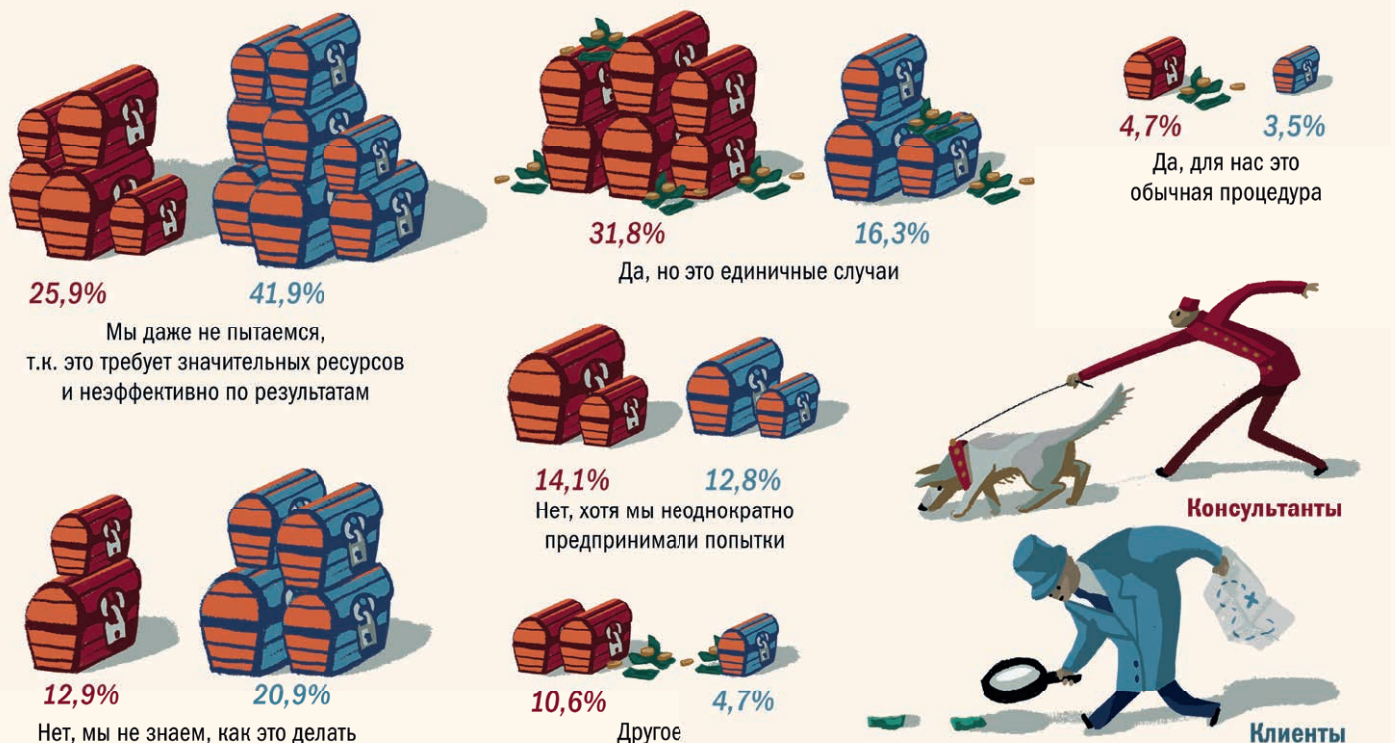 25,9%
41,9%
Мы даже не пытаемся,
т.к. это требует значительных ресурсов
и неэффективно по результатам
31,8%
16,3%
Да, но это единичные случаи
4,7%
3,5%
Да, для нас это
обычная процедура
14,1%
12,8%
Нет, хотя мы неоднократно
предпринимали попытки
Консультанты
12,9%
20,9%
Нет, мы не знаем, как это делать
10,6%
4,7%
Другое
Клиенты